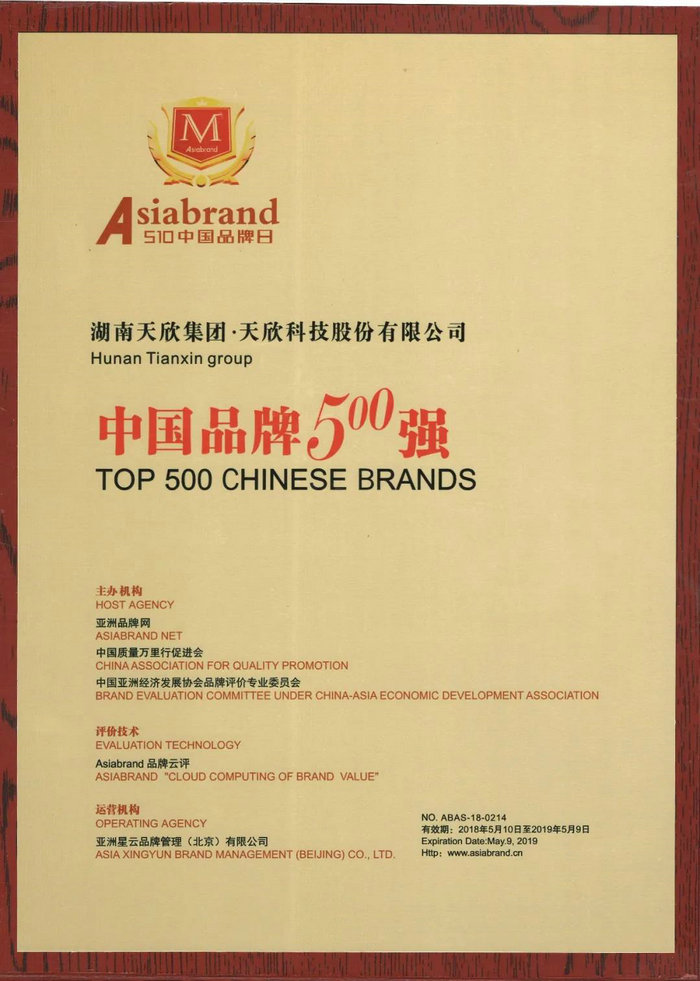 M
Asiabrand
Asiabrand
510中国品牌日
湖南天欣集团·天欣科技股份有限公司
Hunan Tianxin group
中国品牌500强
TOP 500 CHINESE BRANDS
主办机构
HOST AGENCY
亚洲品牌网
ASIABRAND NET
中国质量万里行促进会
CHINA ASSOCIATION FOR QUALITY PROMOTION
中国亚洲经济发展协会品牌评价专业委员会
BRAND EVALUATION COMMITTEE UNDER CHINA-ASIA ECONOMIC DEVELOPMENT ASSOCIATION
评价技术
EVALUATION TECHNOLOGY
Asiabrand 品牌云评
ASIABRAND "CLOUD COMPUTING OF BRAND VALUE"
运营机构
OPERATING AGENCY
亚洲星云品牌管理（北京）有限公司
ASIA XINGYUN BRAND MANAGEMENT (BEIJING) CO., LTD.
NO. ABAS-18-0214
有效期：2018年5月10日至2019年5月9日
Expiration Date:May.9, 2019
Http：www.asiabrand.cn